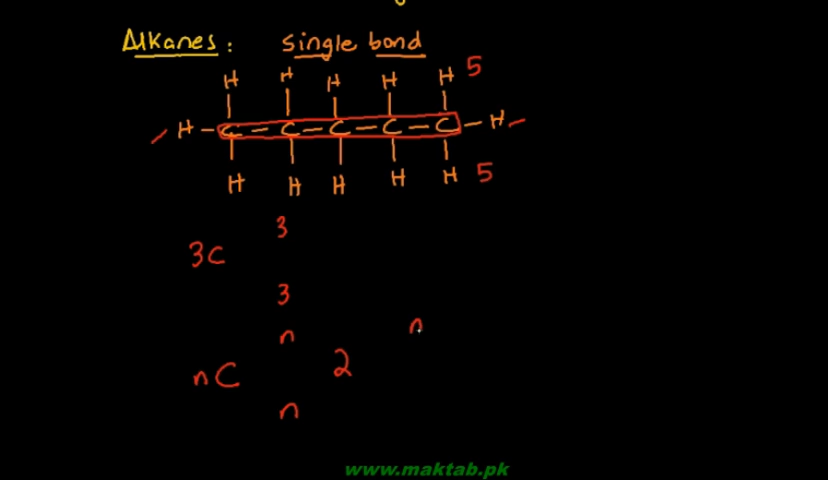 Alkanes: Single bond
H H H H H 5
H - C - C - C - C - C - H
H H H H H 5
3
3C
3
n n
2
nC
n
www.maktab.pk